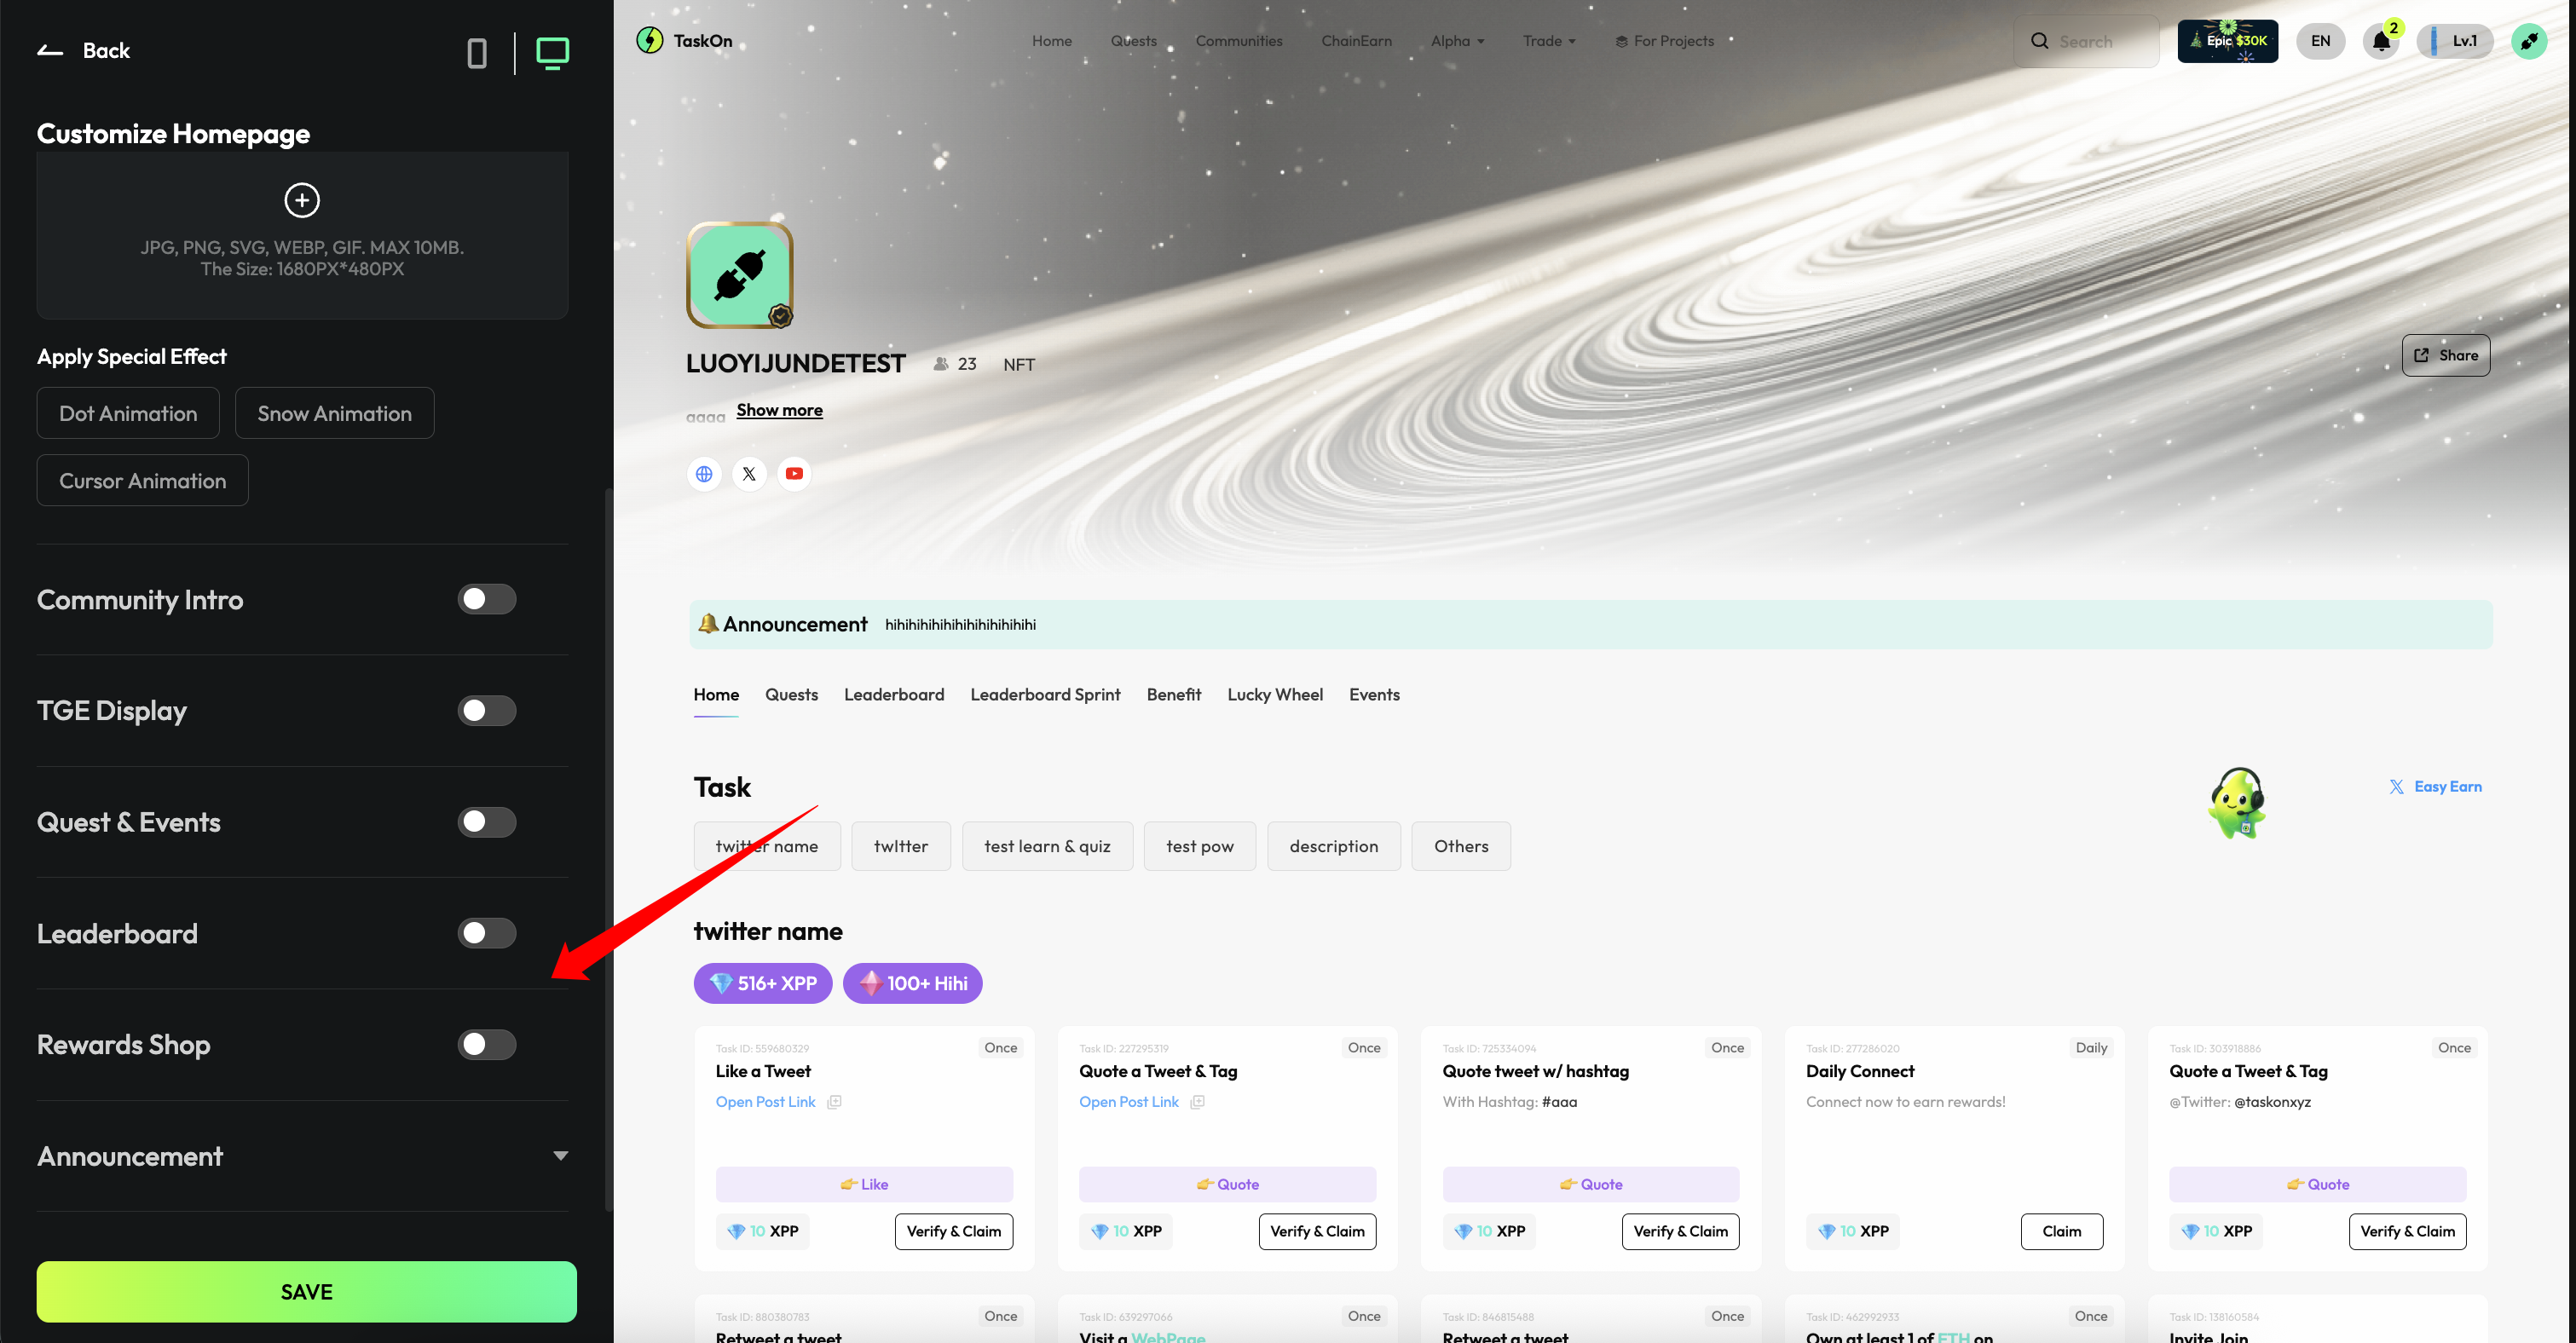 Back
Customize Homepage
JPG, PNG, SVG, WEBP, GIF. MAX 10MB.
The Size: 1680PX*480PX
Apply Special Effect
Dot Animation
Snow Animation
Cursor Animation
Community Intro
TGE Display
Quest & Events
Leaderboard
Rewards Shop
Announcement
SAVE
TaskOn
Home Quests Communities ChainEarn Alpha Trade For Projects
Search
Epic $30K
EN
2
Lv.1
LUOYIJUNDETEST 23 NFT
Share
aaaa Show more
Announcement hihihihihihihihihihihihi
Home Quests Leaderboard Leaderboard Sprint Benefit Lucky Wheel Events
Task
Easy Earn
twitter name twItter test learn & quiz test pow description Others
twitter name
516+ XPP 100+ Hihi
Task ID: 559680329 Once
Like a Tweet
Open Post Link
Like
10 XPP Verify & Claim
Task ID: 227295319 Once
Quote a Tweet & Tag
Open Post Link
Quote
10 XPP Verify & Claim
Task ID: 725334094 Once
Quote tweet w/ hashtag
With Hashtag: #aaa
Quote
10 XPP Verify & Claim
Task ID: 277286020 Daily
Daily Connect
Connect now to earn rewards!
10 XPP Claim
Task ID: 303918886 Once
Quote a Tweet & Tag
@Twitter: @taskonxyz
Quote
10 XPP Verify & Claim
Task ID: 880380783 Once
Retweet a tweet
Task ID: 639297066 Once
Visit a WebPage
Task ID: 846815488 Once
Retweet a tweet
Task ID: 462992933 Once
Own at least 1 of ETH on
Task ID: 138160584
Invite Join